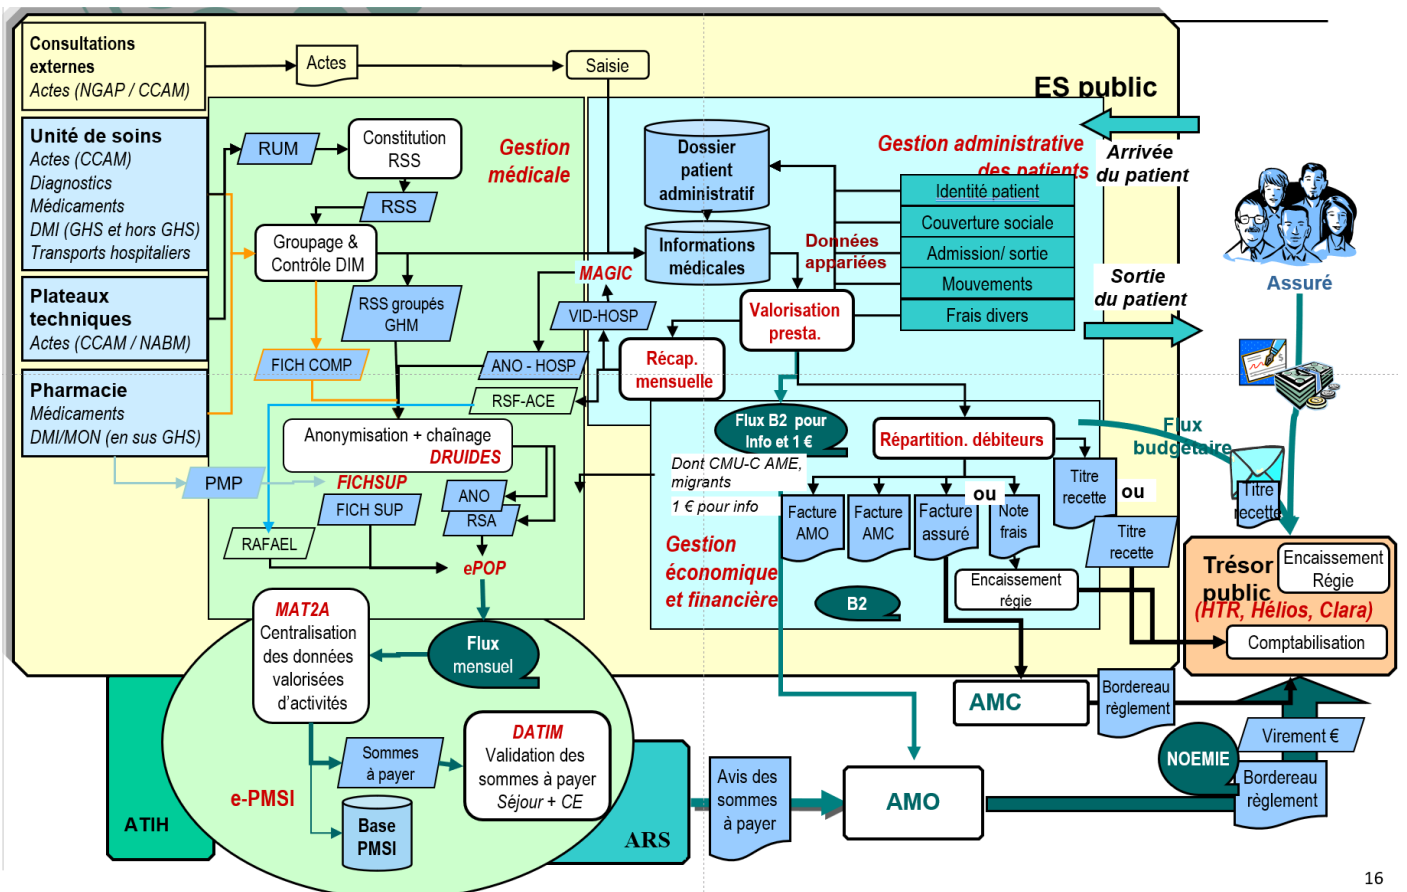 Consultations
externes
Actes (NGAP / CCAM)
Actes
Saisie
ES public
Unité de soins
Actes (CCAM)
Diagnostics
Médicaments
DMI (GHS et hors GHS)
Transports hospitaliers
Plateaux
techniques
Actes (CCAM / NABM)
Pharmacie
Médicaments
DMI/MON (en sus GHS)
RUM
Constitution
RSS
Gestion
médicale
RSS
Groupage &
Contrôle DIM
RSS groupés
GHM
FICH COMP
MAGIC
VID-HOSP
ANO - HOSP
RSF-ACE
Anonymisation + chaînage
DRUIDES
PMP
FICHSUP
FICH SUP
ANO
RSA
RAFAEL
ePOP
Dossier
patient
administratif
Informations
médicales
Gestion administrative
des patients
Identité patient
Couverture sociale
Admission/ sortie
Mouvements
Frais divers
Données
appariées
Valorisation
presta.
Récap.
mensuelle
Arrivée
du patient
Sortie
du patient
Assuré
Flux B2 pour
Info et 1 €
Dont CMU-C AME,
migrants
1 € pour info
Répartition. débiteurs
Titre
recette
ou
Flux
budgétaire
Facture
AMO
Facture
AMC
Facture
assuré
ou
Note
frais
Titre
recette
Titre
recette
Gestion
économique
et financière
B2
Encaissement
régie
Trésor
public
Encaissement
Régie
(HTR, Hélios, Clara)
Comptabilisation
MAT2A
Centralisation
des données
valorisées
d'activités
Flux
mensuel
Sommes
à payer
DATIM
Validation des
sommes à payer
Séjour + CE
e-PMSI
Base
PMSI
ATIH
ARS
Avis des
sommes
à payer
AMC
Bordereau
règlement
AMO
NOEMIE
Virement €
Bordereau
règlement
16